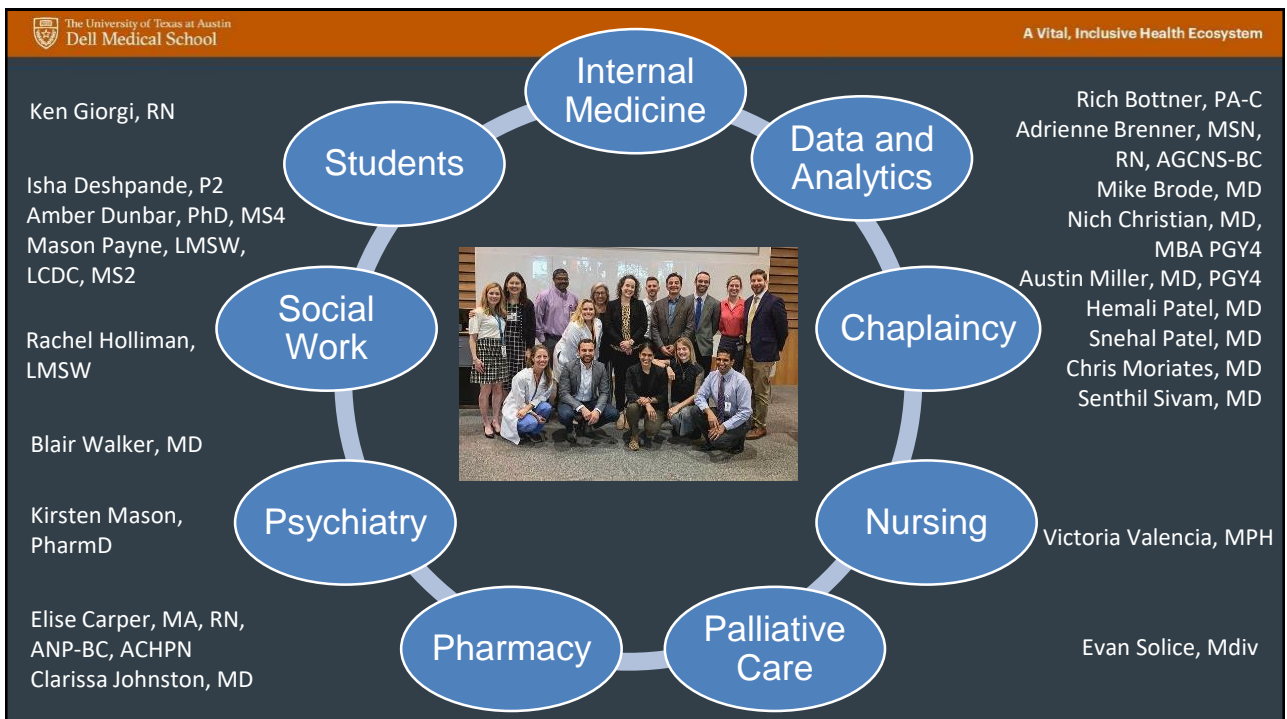 The University of Texas at Austin
Dell Medical School
A Vital, Inclusive Health Ecosystem
Ken Giorgi, RN
Isha Deshpande, P2
Amber Dunbar, PhD, MS4
Mason Payne, LMSW,
LCDC, MS2
Rachel Holliman,
LMSW
Blair Walker, MD
Kirsten Mason,
PharmD
Elise Carper, MA, RN,
ANP-BC, ACHPN
Clarissa Johnston, MD
Internal
Medicine
Data and
Analytics
Chaplaincy
Nursing
Palliative
Care
Pharmacy
Psychiatry
Social
Work
Students
Rich Bottner, PA-C
Adrienne Brenner, MSN,
RN, AGCNS-BC
Mike Brode, MD
Nich Christian, MD,
MBA PGY4
Austin Miller, MD, PGY4
Hemali Patel, MD
Snehal Patel, MD
Chris Moriates, MD
Senthil Sivam, MD
Victoria Valencia, MPH
Evan Solice, Mdiv